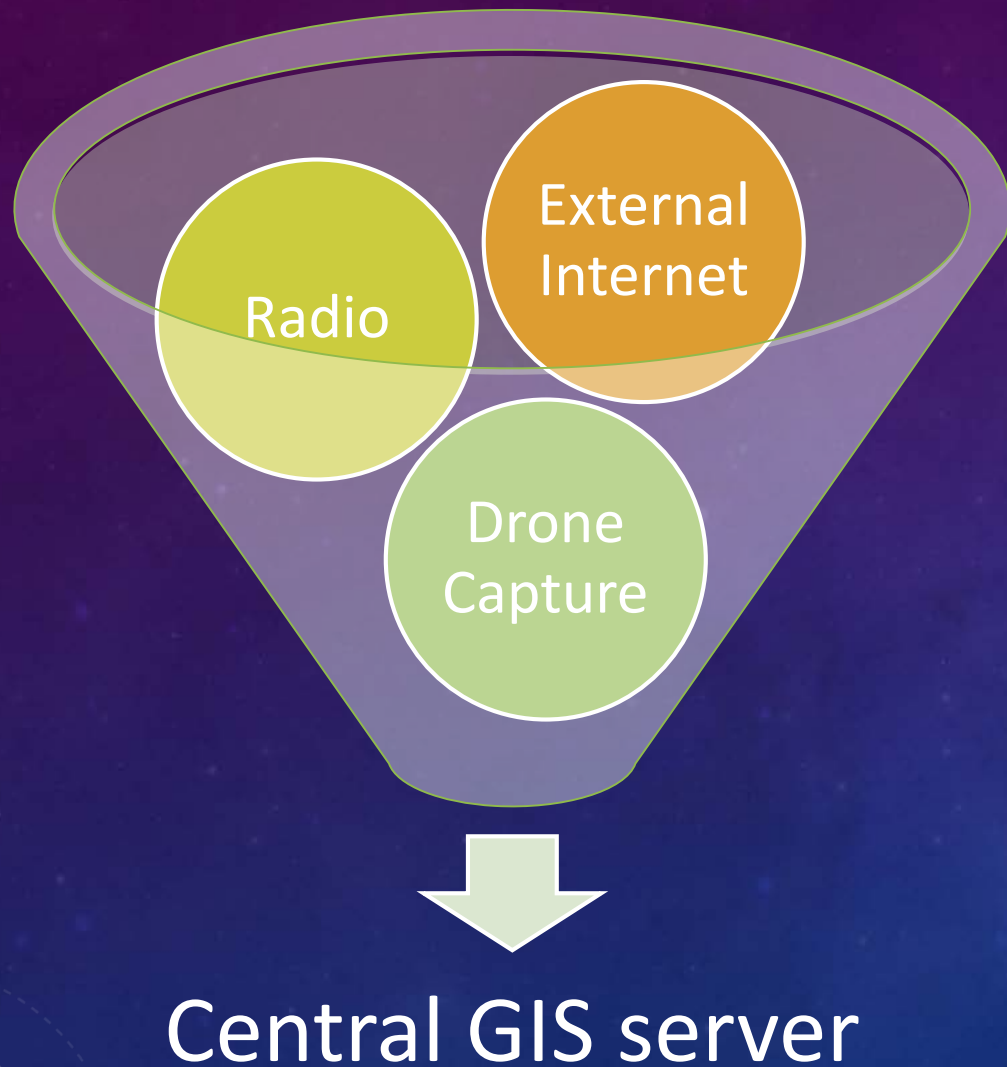 External
Internet
Radio
Drone
Capture
Central GIS server